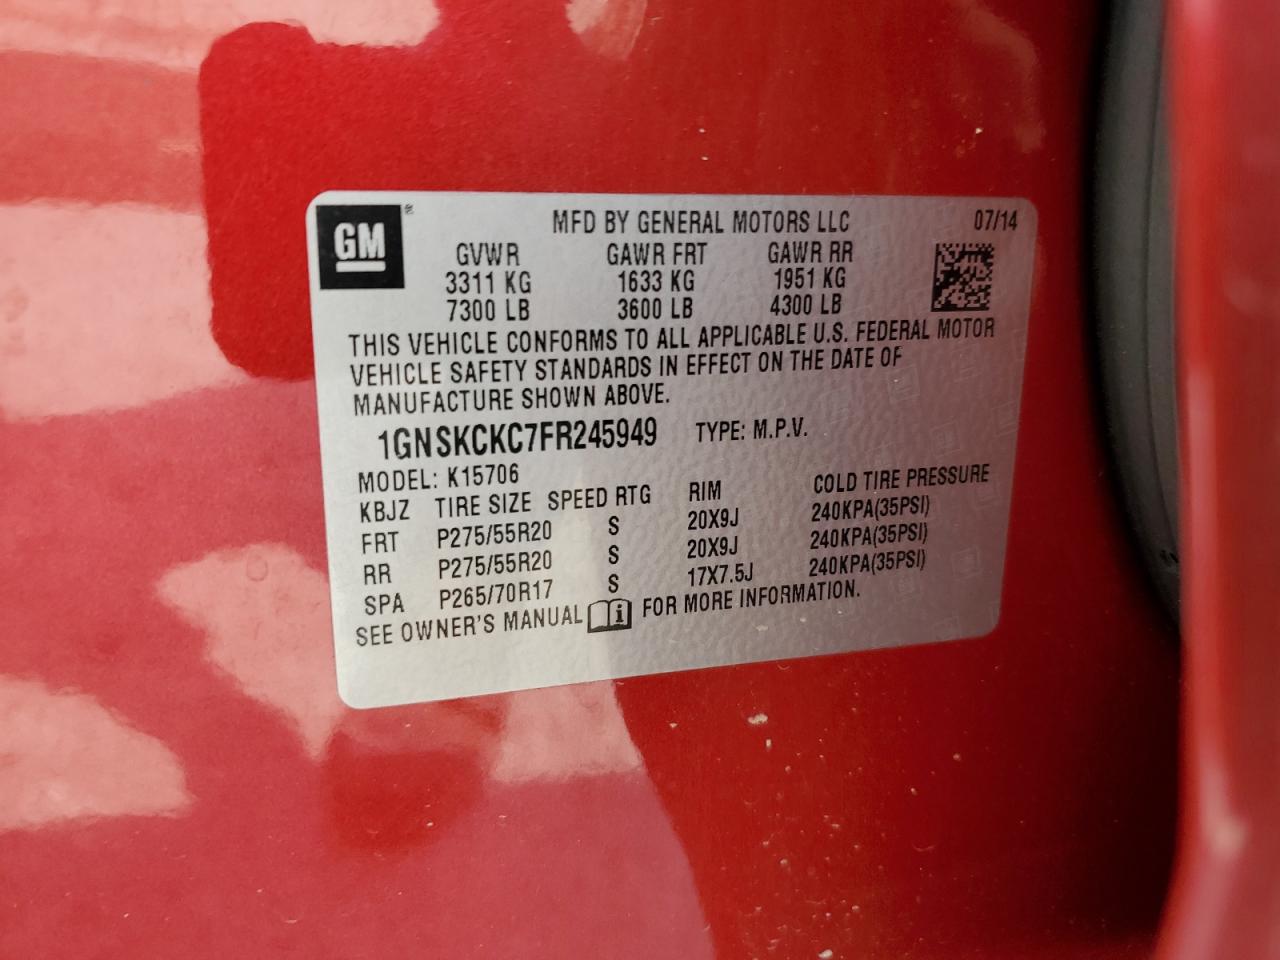 GM ®
MFD BY GENERAL MOTORS LLC 07/14
GVWR GAWR FRT GAWR RR
3311 KG 1633 KG 1951 KG
7300 LB 3600 LB 4300 LB
THIS VEHICLE CONFORMS TO ALL APPLICABLE U.S. FEDERAL MOTOR
VEHICLE SAFETY STANDARDS IN EFFECT ON THE DATE OF
MANUFACTURE SHOWN ABOVE.
1GNSKCKC7FR245949 TYPE: M.P.V.
MODEL: K15706
KBJZ TIRE SIZE SPEED RTG RIM COLD TIRE PRESSURE
FRT P275/55R20 S 20X9J 240KPA(35PSI)
RR P275/55R20 S 20X9J 240KPA(35PSI)
SPA P265/70R17 S 17X7.5J 240KPA(35PSI)
SEE OWNER'S MANUAL i FOR MORE INFORMATION.